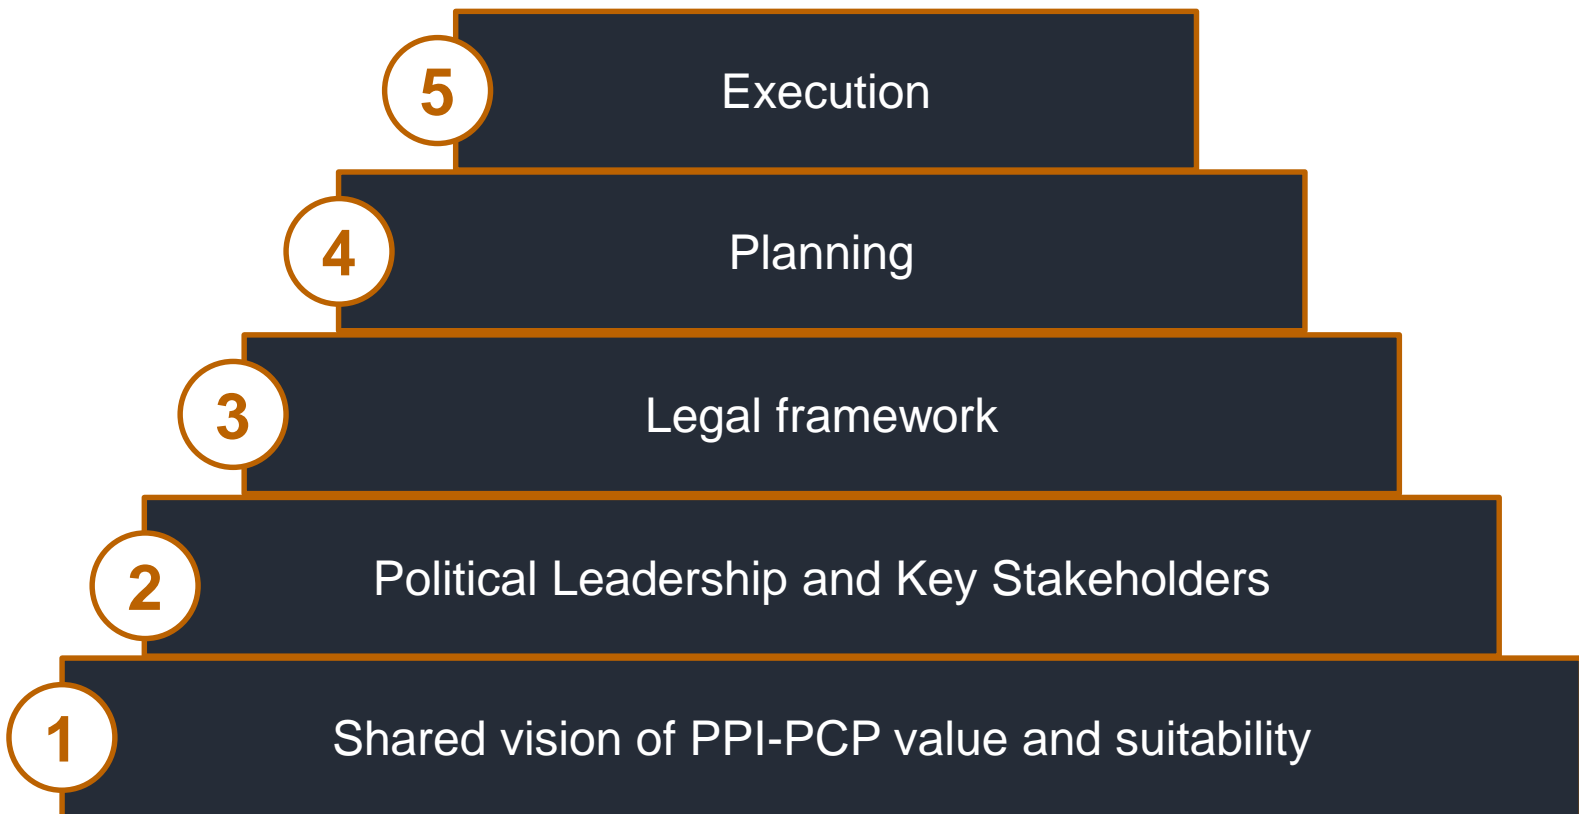 5
Execution
4
Planning
3
Legal framework
2
Political Leadership and Key Stakeholders
1
Shared vision of PPI-PCP value and suitability